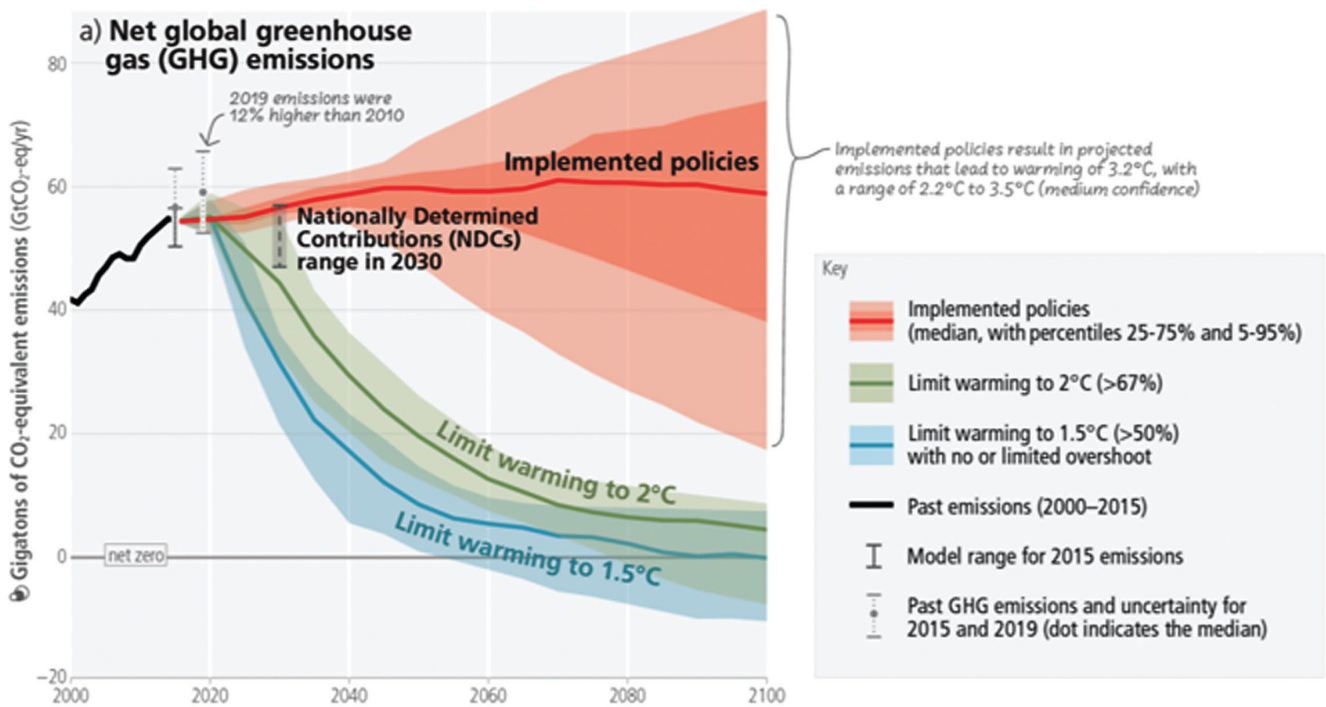 a) Net global greenhouse
gas (GHG) emissions
Gigatons of CO₂-equivalent emissions (GtCO₂-eq/yr)
80
60
40
20
0
−20
2000
2020
2040
2060
2080
2100
2019 emissions were
12% higher than 2010
Implemented policies
Nationally Determined
Contributions (NDCs)
range in 2030
Limit warming to 2°C
Limit warming to 1.5°C
net zero
Implemented policies result in projected
emissions that lead to warming of 3.2°C, with
a range of 2.2°C to 3.5°C (medium confidence)
Key
Implemented policies
(median, with percentiles 25-75% and 5-95%)
Limit warming to 2°C (>67%)
Limit warming to 1.5°C (>50%)
with no or limited overshoot
Past emissions (2000–2015)
Model range for 2015 emissions
Past GHG emissions and uncertainty for
2015 and 2019 (dot indicates the median)